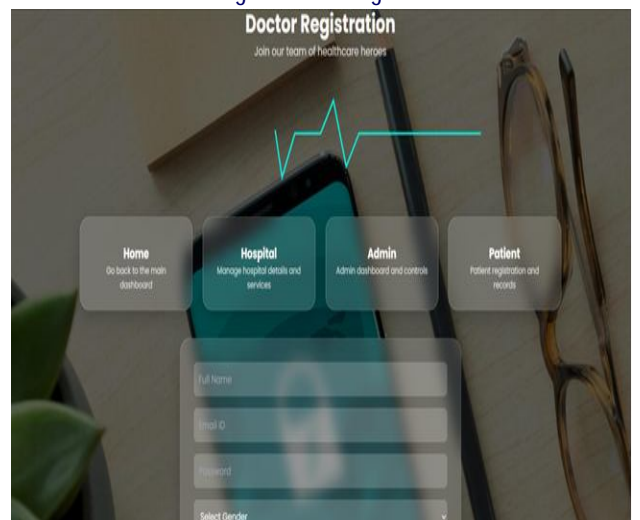 Doctor Registration
Join our team of healthcare heroes
Home
Go back to the main
dashboard
Hospital
Manage hospital details and
services
Admin
Admin dashboard and controls
Patient
Patient registration and
records
Full Name
Email ID
Password
Select Gender